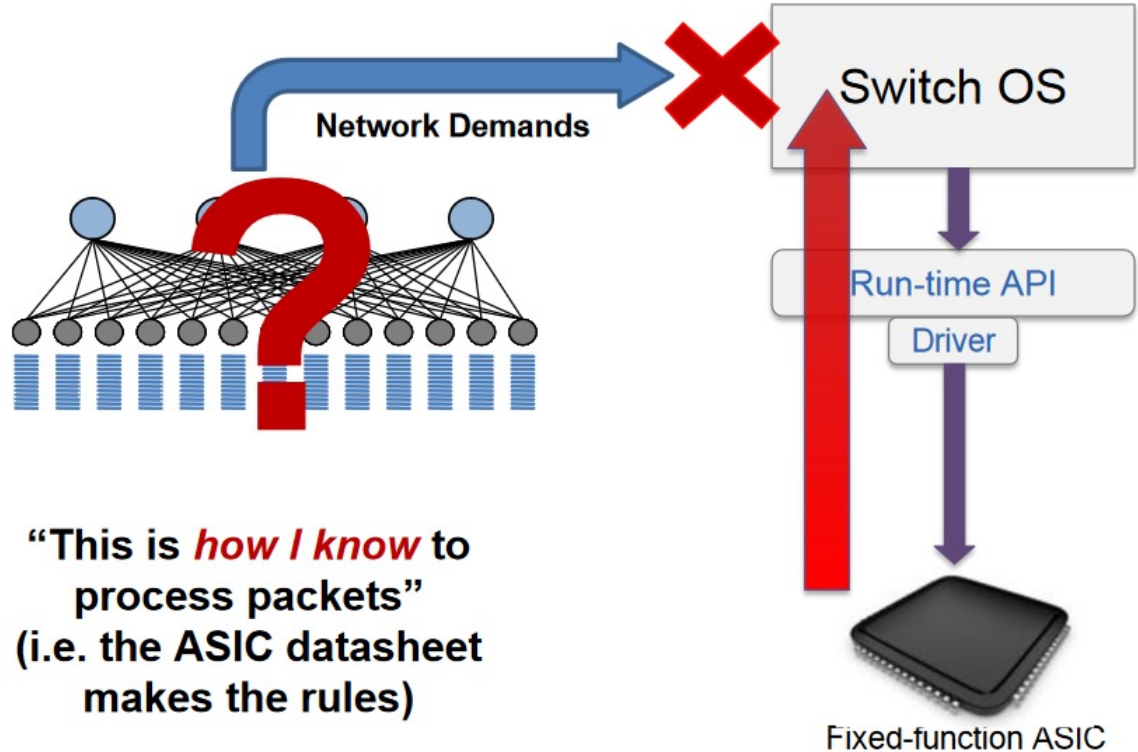 Network Demands
Switch OS
Run-time API
Driver
“This is how I know to
process packets”
(i.e. the ASIC datasheet
makes the rules)
Fixed-function ASIC